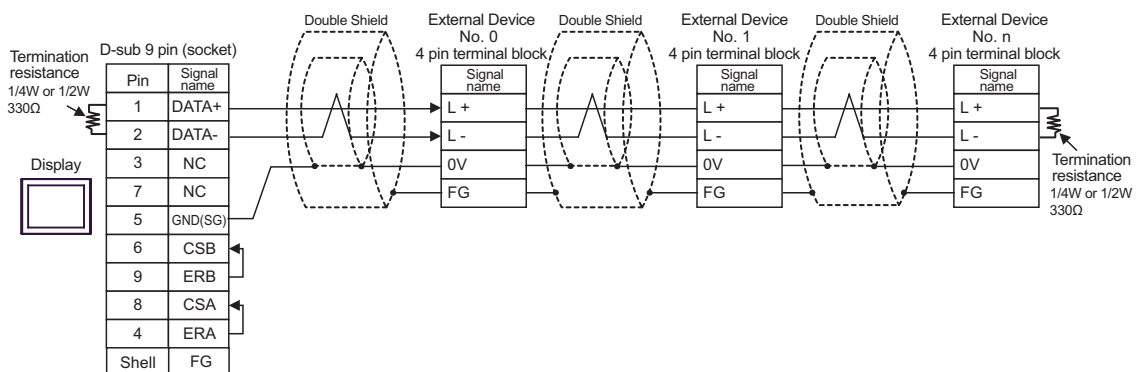 Double Shield
External Device
No. 0
4 pin terminal block
Double Shield
External Device
No. 1
4 pin terminal block
Double Shield
External Device
No. n
4 pin terminal block
Termination
resistance
1/4W or 1/2W
330Ω
D-sub 9 pin (socket)
Pin Signal name
1 DATA+
2 DATA-
3 NC
7 NC
5 GND(SG)
6 CSB
9 ERB
8 CSA
4 ERA
Shell FG
Display
Signal
name
L +
L -
0V
FG
Signal
name
L +
L -
0V
FG
Signal
name
L +
L -
0V
FG
Termination
resistance
1/4W or 1/2W
330Ω